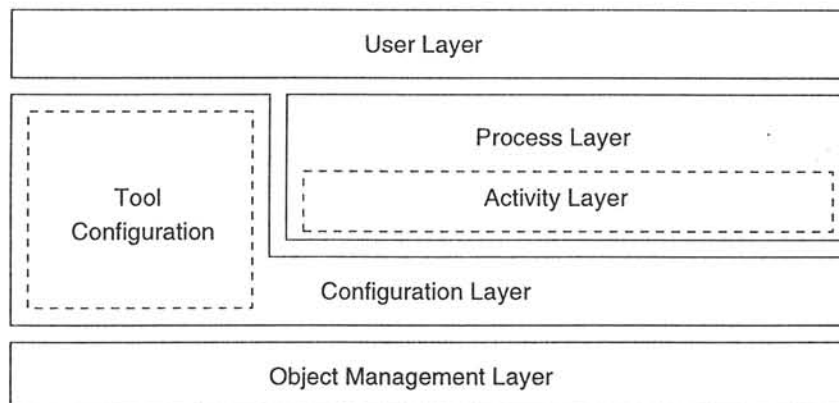 User Layer
Process Layer
Activity Layer
Tool
Configuration
Configuration Layer
Object Management Layer